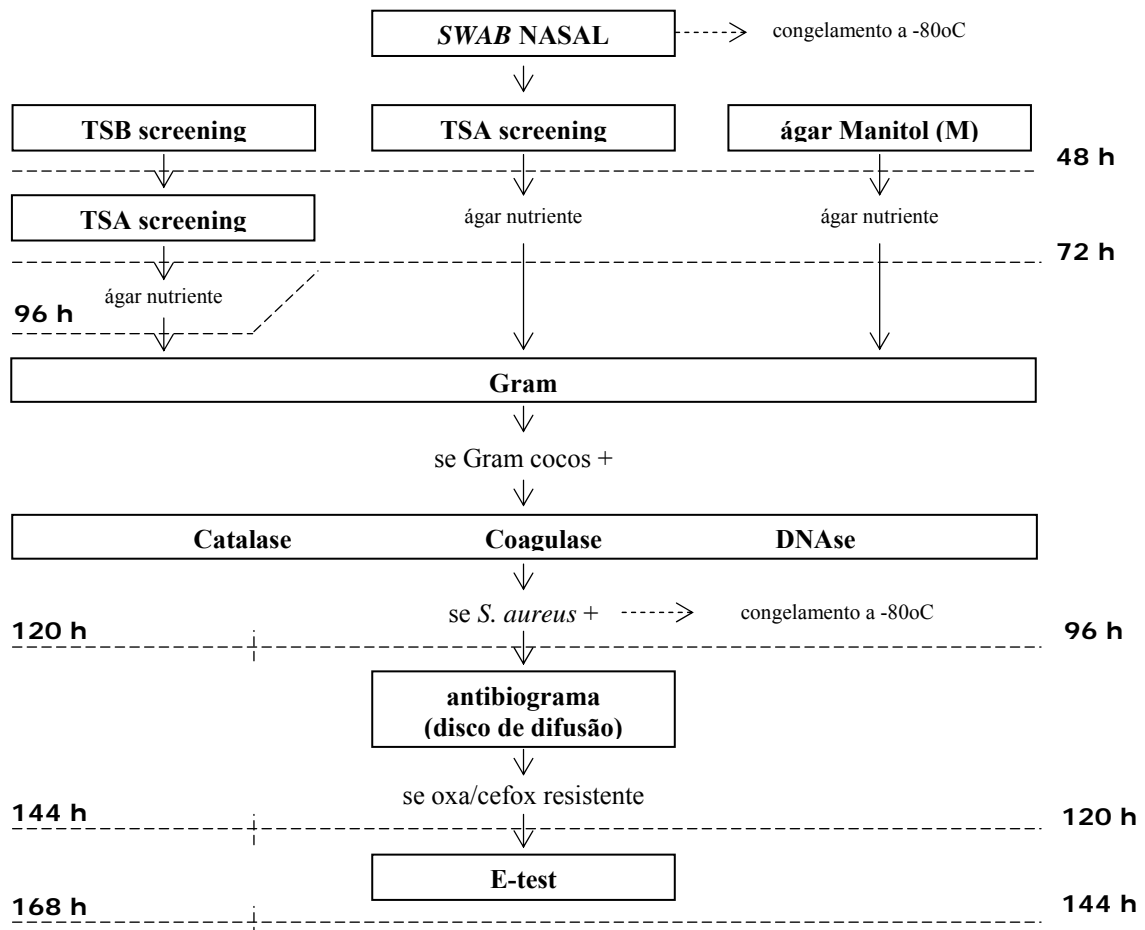 SWAB NASAL
congelamento a -80oC
TSB screening
TSA screening
ágar Manitol (M)
48 h
TSA screening
ágar nutriente
ágar nutriente
72 h
ágar nutriente
96 h
Gram
se Gram cocos +
Catalase Coagulase DNAse
se S. aureus +
congelamento a -80oC
120 h
96 h
antibiograma
(disco de difusão)
se oxa/cefox resistente
144 h
120 h
E-test
168 h
144 h